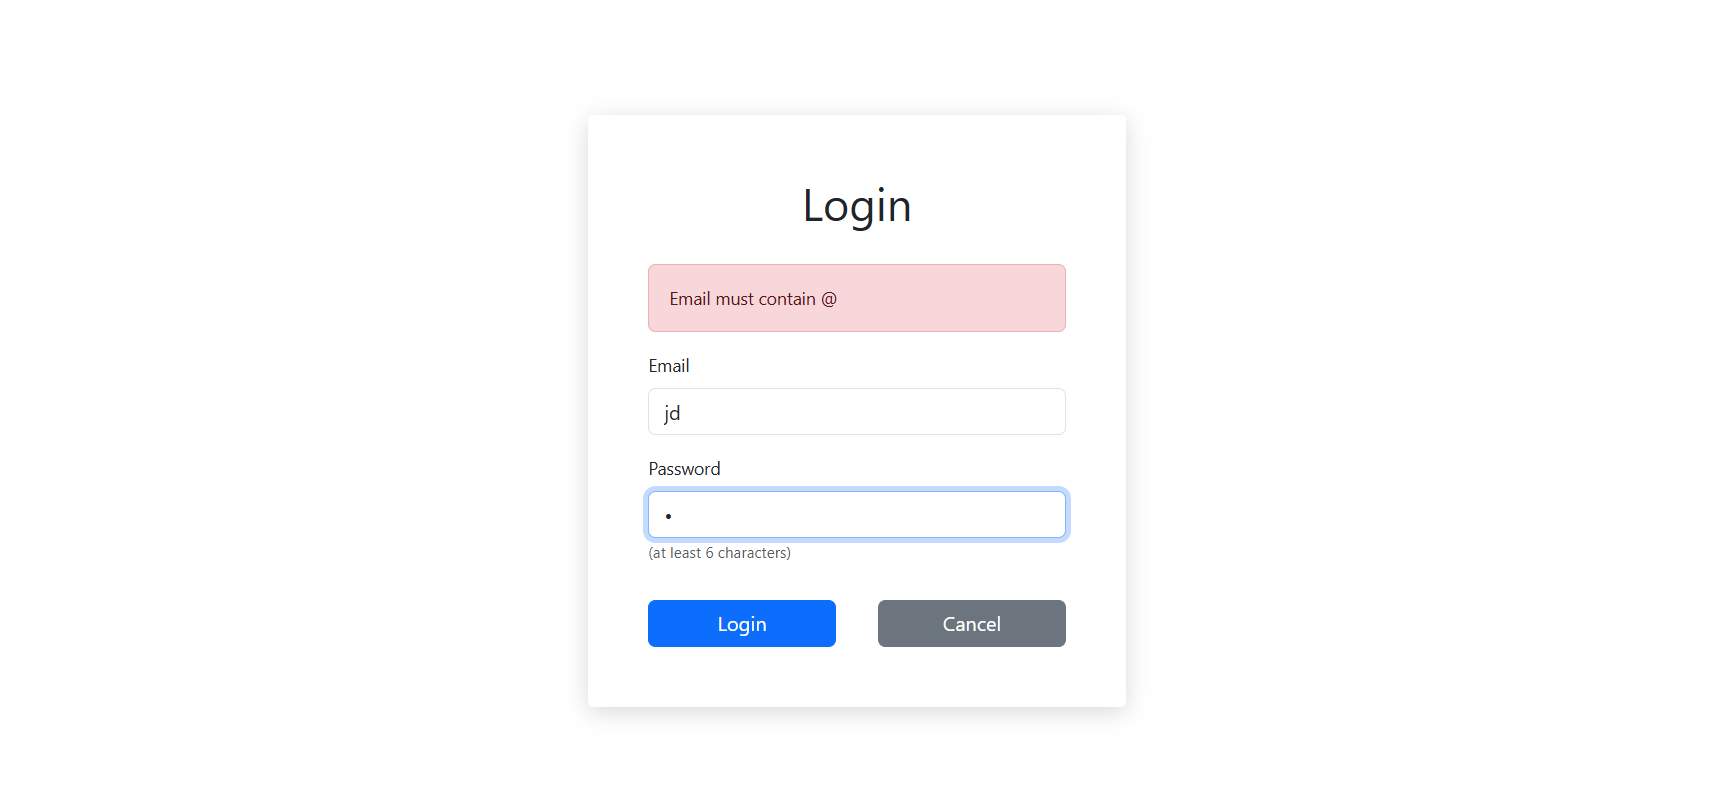 Login
Email must contain @
Email
jd
Password
•
(at least 6 characters)
Login Cancel